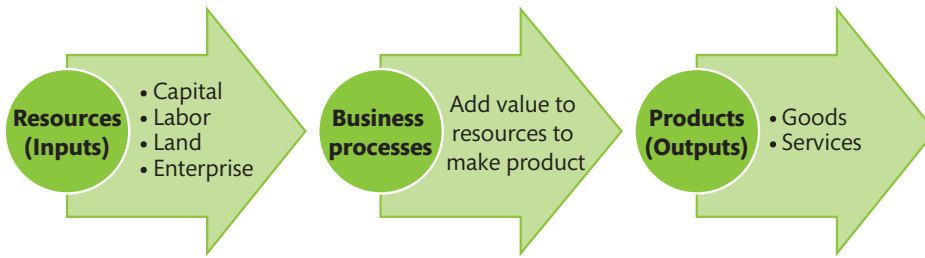 Resources
(Inputs)
• Capital
• Labor
• Land
• Enterprise
Business
processes
Add value to
resources to
make product
Products
(Outputs)
• Goods
• Services